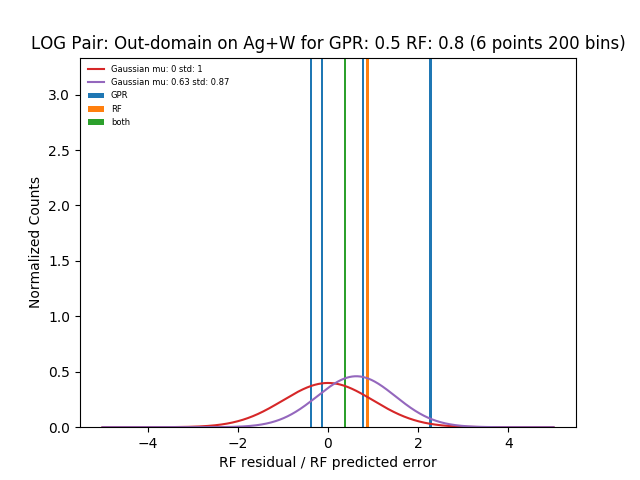 LOG Pair: Out-domain on Ag+W for GPR: 0.5 RF: 0.8 (6 points 200 bins)
Gaussian mu: 0 std: 1
Gaussian mu: 0.63 std: 0.87
GPR
RF
both
Normalized Counts
3.0
2.5
2.0
1.5
1.0
0.5
0.0
−4 −2 0 2 4
RF residual / RF predicted error